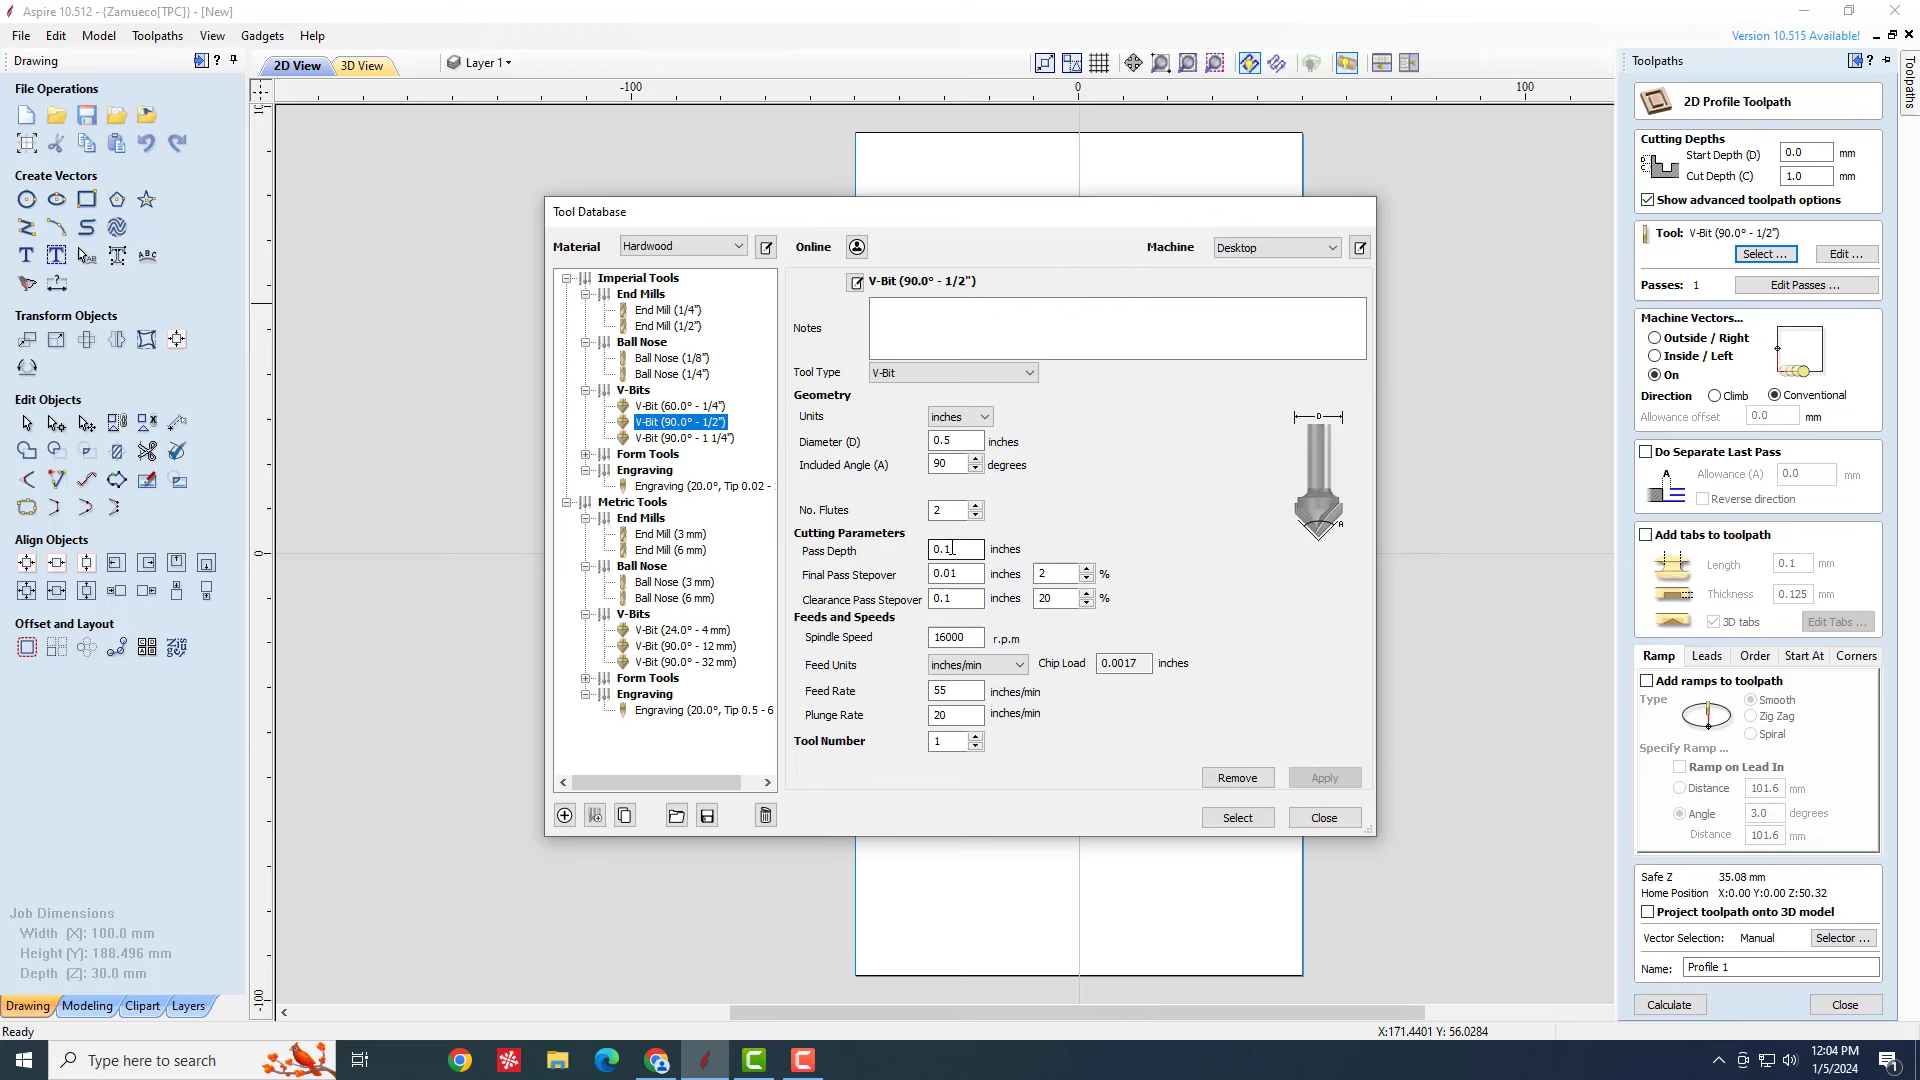 Aspire 10.512 - {Zamueco[TPC]} - [New]
File Edit Model Toolpaths View Gadgets Help
Version 10.515 Available!
Drawing
?
2D View 3D View Layer 1
Toolpaths
?
Toolpaths
File Operations
Create Vectors
Transform Objects
Edit Objects
Align Objects
Offset and Layout
Job Dimensions
Width (X): 100.0 mm
Height (Y): 188.496 mm
Depth (Z): 30.0 mm
Drawing Modeling Clipart Layers
Ready
-100 0 100
0
-100
Tool Database
Material Hardwood Online Machine Desktop
Imperial Tools
End Mills
End Mill (1/4")
End Mill (1/2")
Ball Nose
Ball Nose (1/8")
Ball Nose (1/4")
V-Bits
V-Bit (60.0° - 1/4")
V-Bit (90.0° - 1/2")
V-Bit (90.0° - 1 1/4")
Form Tools
Engraving
Engraving (20.0°, Tip 0.02 -
Metric Tools
End Mills
End Mill (3 mm)
End Mill (6 mm)
Ball Nose
Ball Nose (3 mm)
Ball Nose (6 mm)
V-Bits
V-Bit (24.0° - 4 mm)
V-Bit (90.0° - 12 mm)
V-Bit (90.0° - 32 mm)
Form Tools
Engraving
Engraving (20.0°, Tip 0.5 - 6
V-Bit (90.0° - 1/2")
Notes
Tool Type V-Bit
Geometry
Units inches
Diameter (D) 0.5 inches
Included Angle (A) 90 degrees
No. Flutes 2
D
A
Cutting Parameters
Pass Depth 0.1 inches
Final Pass Stepover 0.01 inches 2 %
Clearance Pass Stepover 0.1 inches 20 %
Feeds and Speeds
Spindle Speed 16000 r.p.m
Feed Units inches/min Chip Load 0.0017 inches
Feed Rate 55 inches/min
Plunge Rate 20 inches/min
Tool Number 1
Remove Apply
Select Close
2D Profile Toolpath
Cutting Depths
Start Depth (D) 0.0 mm
Cut Depth (C) 1.0 mm
Show advanced toolpath options
Tool: V-Bit (90.0° - 1/2")
Select ... Edit ...
Passes: 1 Edit Passes ...
Machine Vectors...
Outside / Right
Inside / Left
On
Direction Climb Conventional
Allowance offset 0.0 mm
Do Separate Last Pass
A Allowance (A) 0.0 mm
Reverse direction
Add tabs to toolpath
Length 0.1 mm
Thickness 0.125 mm
3D tabs Edit Tabs ...
Ramp Leads Order Start At Corners
Add ramps to toolpath
Type Smooth
Zig Zag
Spiral
Specify Ramp ...
Ramp on Lead In
Distance 101.6 mm
Angle 3.0 degrees
Distance 101.6 mm
Safe Z 35.08 mm
Home Position X:0.00 Y:0.00 Z:50.32
Project toolpath onto 3D model
Vector Selection: Manual Selector ...
Name: Profile 1
Calculate Close
X:171.4401 Y: 56.0284
Type here to search
12:04 PM
1/5/2024
1